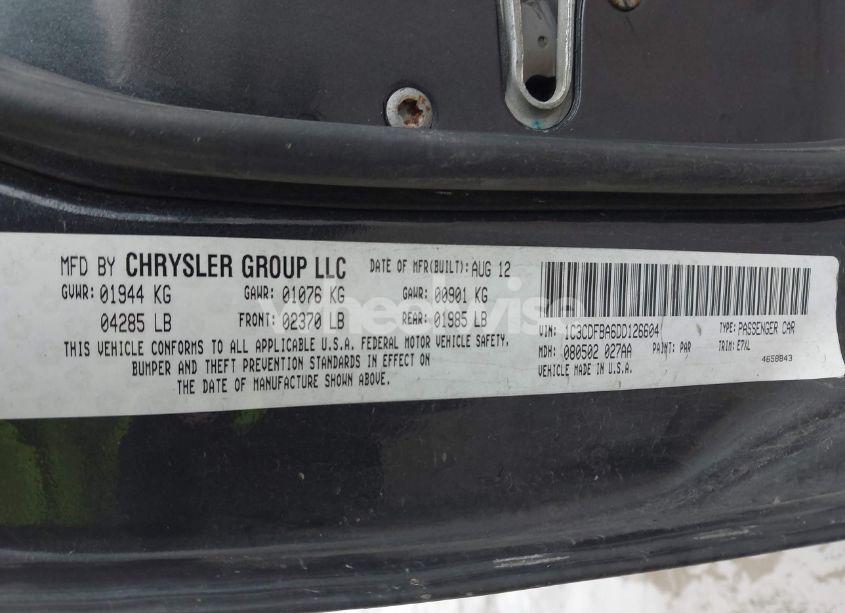 MFD BY CHRYSLER GROUP LLC DATE OF MFR(BUILT): AUG 12
GVWR: 01944 KG GAWR: 01076 KG GAWR: 00901 KG
04285 LB FRONT: 02370 LB REAR: 01985 LB
THIS VEHICLE CONFORMS TO ALL APPLICABLE U.S.A. FEDERAL MOTOR VEHICLE SAFETY,
BUMPER AND THEFT PREVENTION STANDARDS IN EFFECT ON
THE DATE OF MANUFACTURE SHOWN ABOVE.
VIN: 1C3CDFBA6DD126604 TYPE: PASSENGER CAR
MDH: 080502 027AA PAINT: PAR TRIM: E7XL
VEHICLE MADE IN U.S.A. 4658843
wheelwise